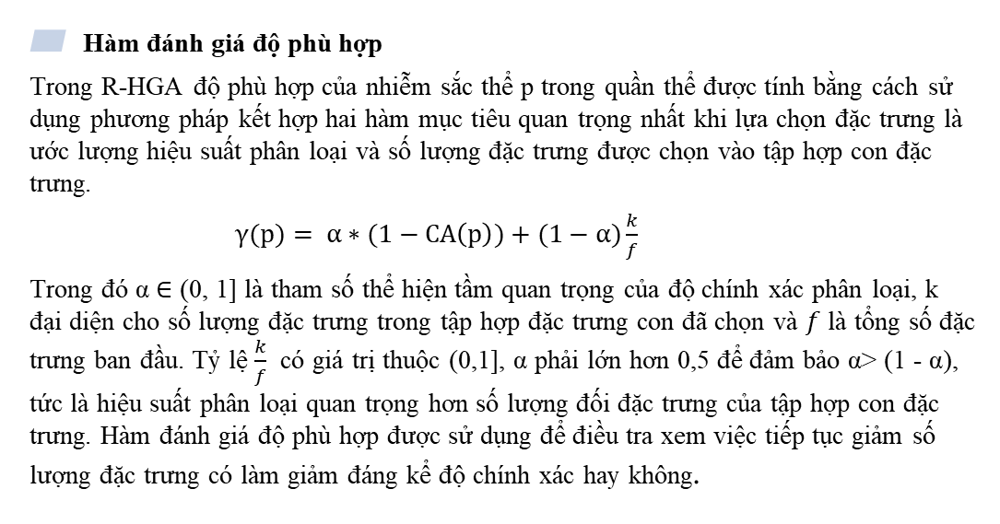 Hàm đánh giá độ phù hợp
Trong R-HGA độ phù hợp của nhiễm sắc thể p trong quần thể được tính bằng cách sử
dụng phương pháp kết hợp hai hàm mục tiêu quan trọng nhất khi lựa chọn đặc trưng là
ước lượng hiệu suất phân loại và số lượng đặc trưng được chọn vào tập hợp con đặc
trưng.
γ(p) = α ∗ (1 − CA(p)) + (1 − α) k/f
Trong đó α ∈ (0, 1] là tham số thể hiện tầm quan trọng của độ chính xác phân loại, k
đại diện cho số lượng đặc trưng trong tập hợp đặc trưng con đã chọn và f là tổng số đặc
trưng ban đầu. Tỷ lệ k/f có giá trị thuộc (0,1], α phải lớn hơn 0,5 để đảm bảo α> (1 - α),
tức là hiệu suất phân loại quan trọng hơn số lượng đối đặc trưng của tập hợp con đặc
trưng. Hàm đánh giá độ phù hợp được sử dụng để điều tra xem việc tiếp tục giảm số
lượng đặc trưng có làm giảm đáng kể độ chính xác hay không.